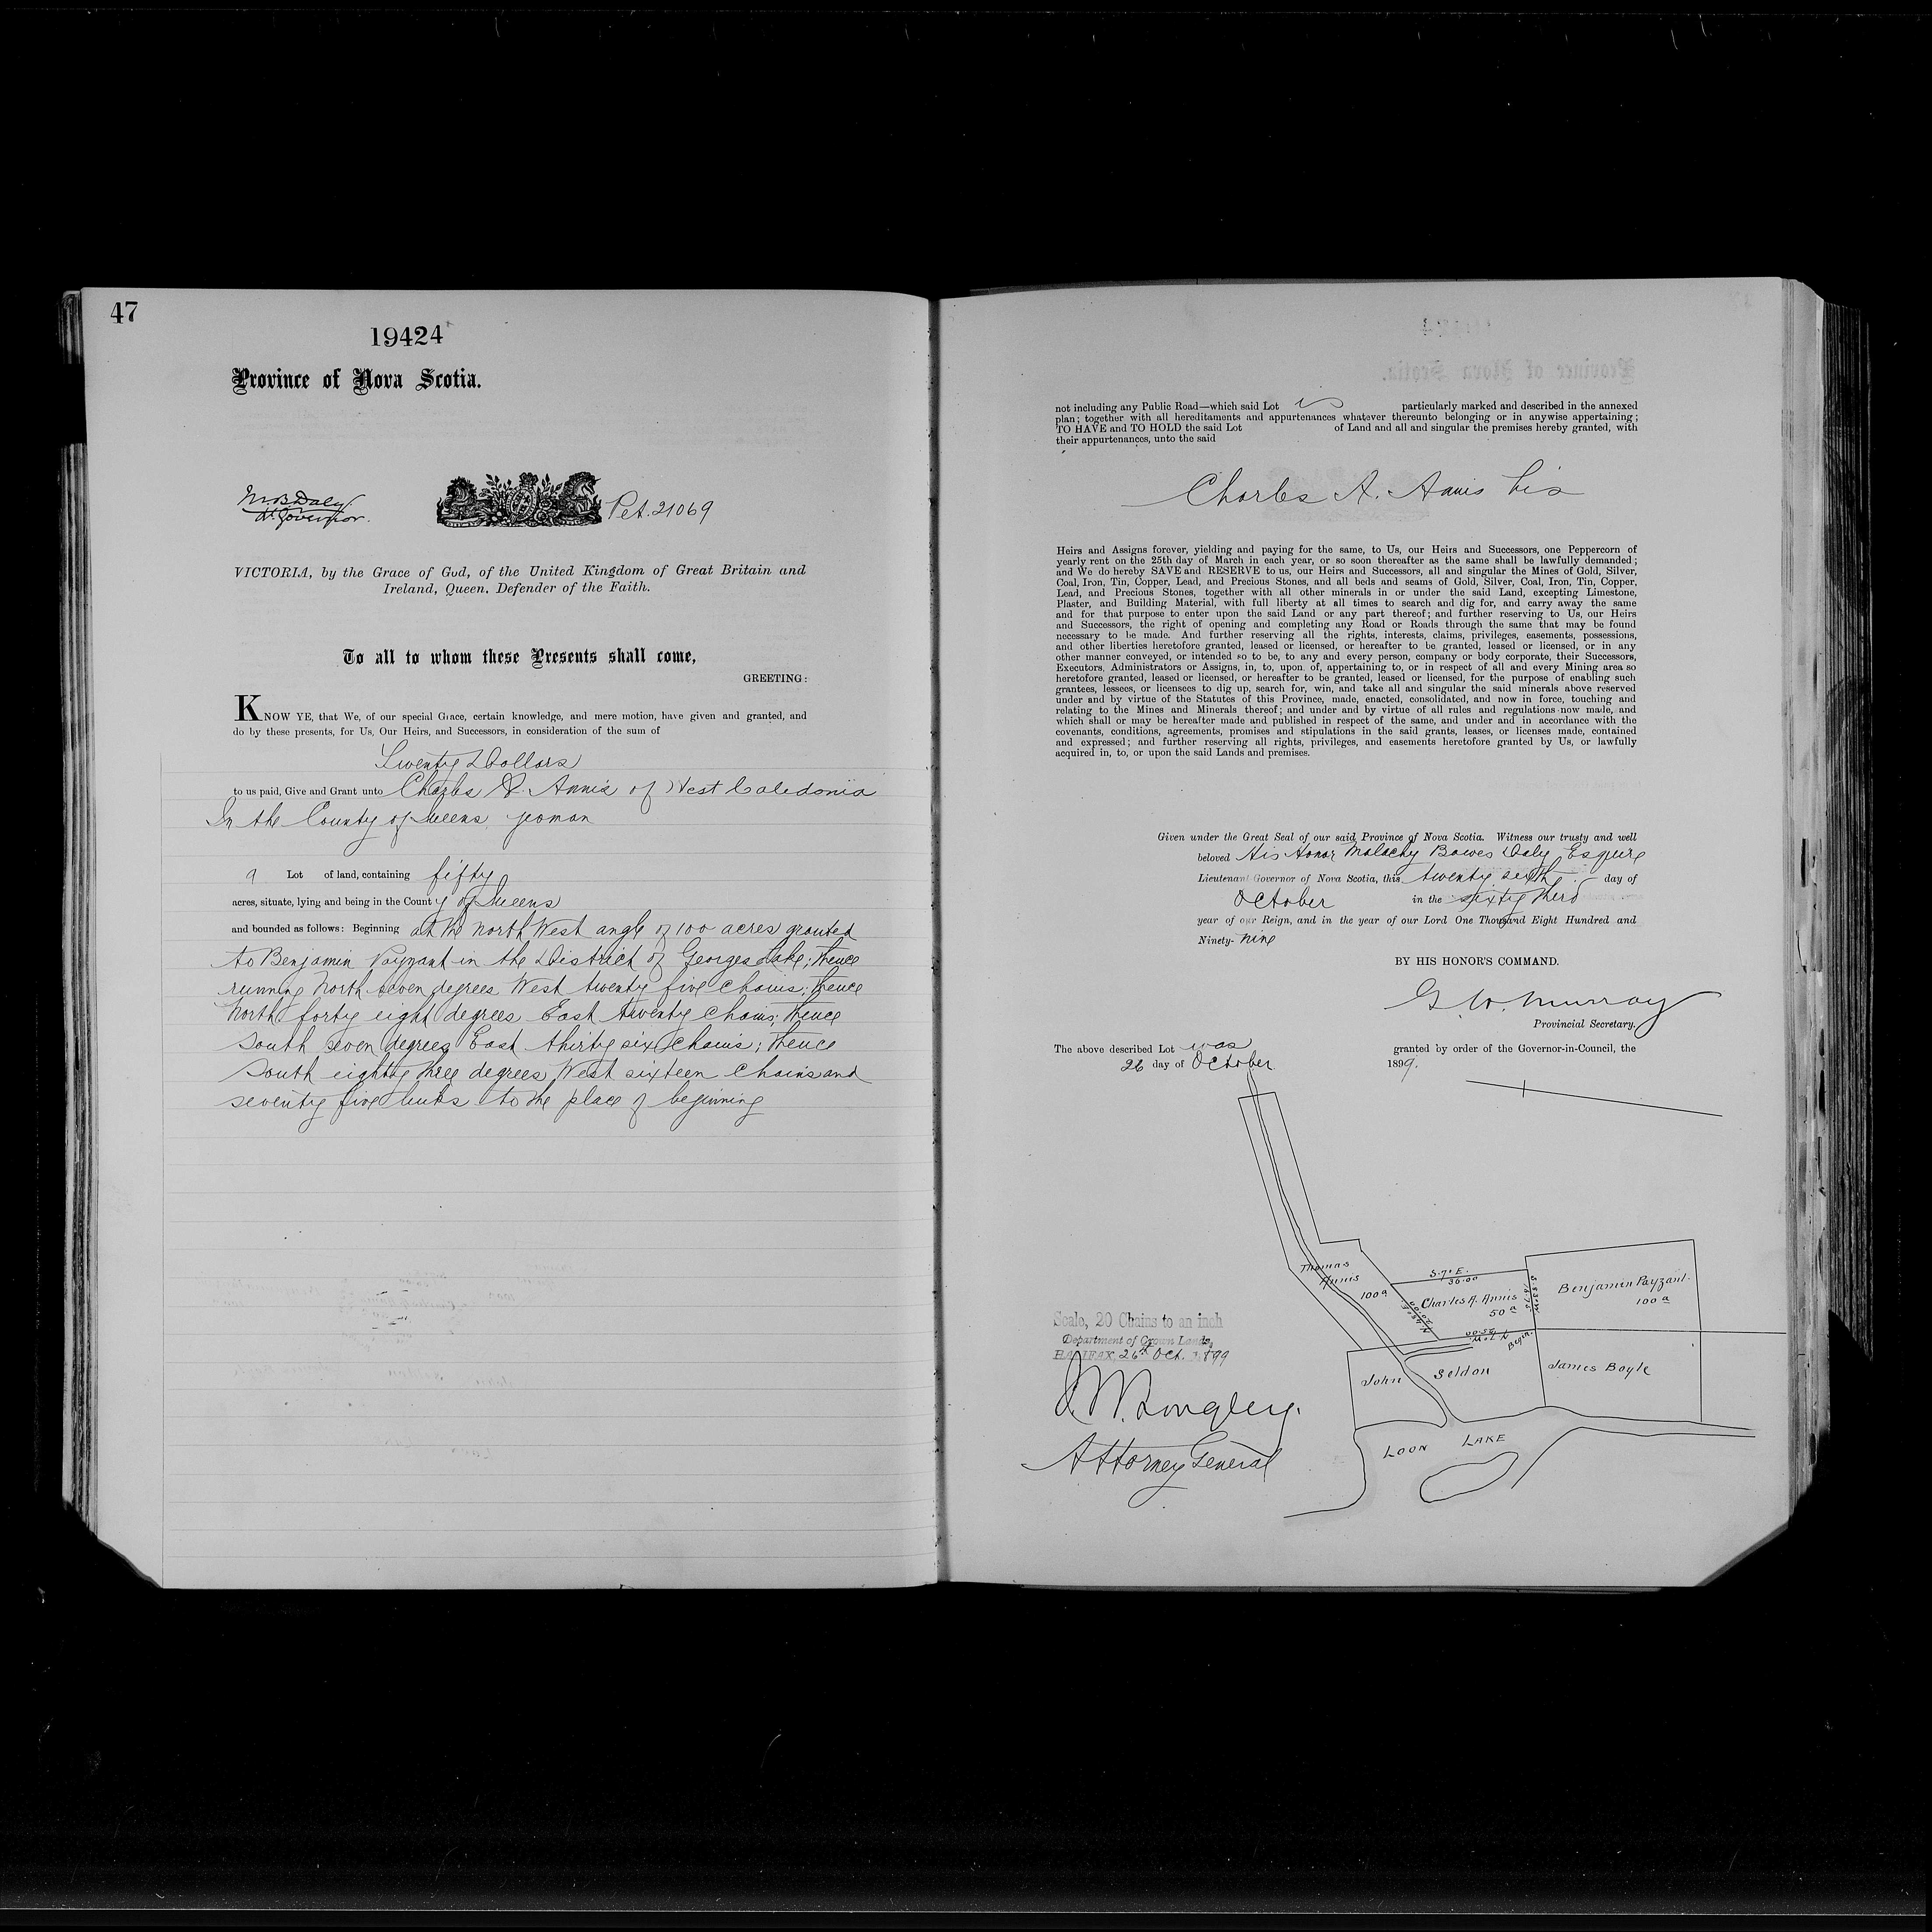 47
19424
Province of Nova Scotia.
M B Daly
Lt Governor.
Pet. 21069
VICTORIA, by the Grace of God, of the United Kingdom of Great Britain and
Ireland, Queen, Defender of the Faith.
To all to whom these Presents shall come,
GREETING:
KNOW YE, that We, of our special Grace, certain knowledge, and mere motion, have given and granted, and
do by these presents, for Us, Our Heirs, and Successors, in consideration of the sum of
Twenty Dollars
to us paid, Give and Grant unto Charles A. Annis of West Caledonia
In the County of Queens yeoman
a Lot of land, containing fifty
acres, situate, lying and being in the County of Queens
and bounded as follows: Beginning at the North West angle of 100 acres granted
to Benjamin Payzant in the District of Georges Lake; thence
running North seven degrees West twenty five chains; thence
North forty eight degrees East twenty chains; thence
South seven degrees East thirty six chains; thence
South eighty three degrees West sixteen chains and
seventy five links to the place of beginning
not including any Public Road—which said Lot is particularly marked and described in the annexed
plan; together with all hereditaments and appurtenances whatever thereunto belonging or in anywise appertaining;
TO HAVE and TO HOLD the said Lot of Land and all and singular the premises hereby granted, with
their appurtenances, unto the said
Charles A. Annis his
Heirs and Assigns forever, yielding and paying for the same, to Us, our Heirs and Successors, one Peppercorn of
yearly rent on the 25th day of March in each year, or so soon thereafter as the same shall be lawfully demanded;
and We do hereby SAVE and RESERVE to us, our Heirs and Successors, all and singular the Mines of Gold, Silver,
Coal, Iron, Tin, Copper, Lead, and Precious Stones, and all beds and seams of Gold, Silver, Coal, Iron, Tin, Copper,
Lead, and Precious Stones, together with all other minerals in or under the said Land, excepting Limestone,
Plaster, and Building Material, with full liberty at all times to search and dig for, and carry away the same
and for that purpose to enter upon the said Land or any part thereof; and further reserving to Us, our Heirs
and Successors, the right of opening and completing any Road or Roads through the same that may be found
necessary to be made. And further reserving all the rights, interests, claims, privileges, easements, possessions,
and other liberties heretofore granted, leased or licensed, or hereafter to be granted, leased or licensed, or in any
other manner conveyed, or intended so to be, to any and every person, company or body corporate, their Successors,
Executors, Administrators or Assigns, in, to, upon, of, appertaining to, or in respect of all and every Mining area so
heretofore granted, leased or licensed, or hereafter to be granted, leased or licensed, for the purpose of enabling such
grantees, lessees, or licensees to dig up, search for, win, and take all and singular the said minerals above reserved
under and by virtue of the Statutes of this Province, made, enacted, consolidated, and now in force, touching and
relating to the Mines and Minerals thereof; and under and by virtue of all rules and regulations now made, and
which shall or may be hereafter made and published in respect of the same, and under and in accordance with the
covenants, conditions, agreements, promises and stipulations in the said grants, leases, or licenses made, contained
and expressed; and further reserving all rights, privileges, and easements heretofore granted by Us, or lawfully
acquired in, to, or upon the said Lands and premises.
Given under the Great Seal of our said Province of Nova Scotia. Witness our trusty and well
beloved His Honor Malachy Bowes Daly Esquire
Lieutenant Governor of Nova Scotia, this twenty sixth day of
October in the sixty third
year of our Reign, and in the year of our Lord One Thousand Eight Hundred and
Ninety-nine
BY HIS HONOR'S COMMAND.
G. H. Murray
Provincial Secretary.
The above described Lot was granted by order of the Governor-in-Council, the
26 day of October 1899.
Thomas
Annis
100a
S.7°E.
36.00
Charles A. Annis
50a
N.48°E.
20.00
N.7°W.
25.00
S.83°W.
16.75
Begin.
Benjamin Payzant.
100a
John Seldon
James Boyle
LOON LAKE
Scale, 20 Chains to an inch
Department of Crown Lands,
HALIFAX, 26th Oct. 1899
J. W. Longley.
Attorney General